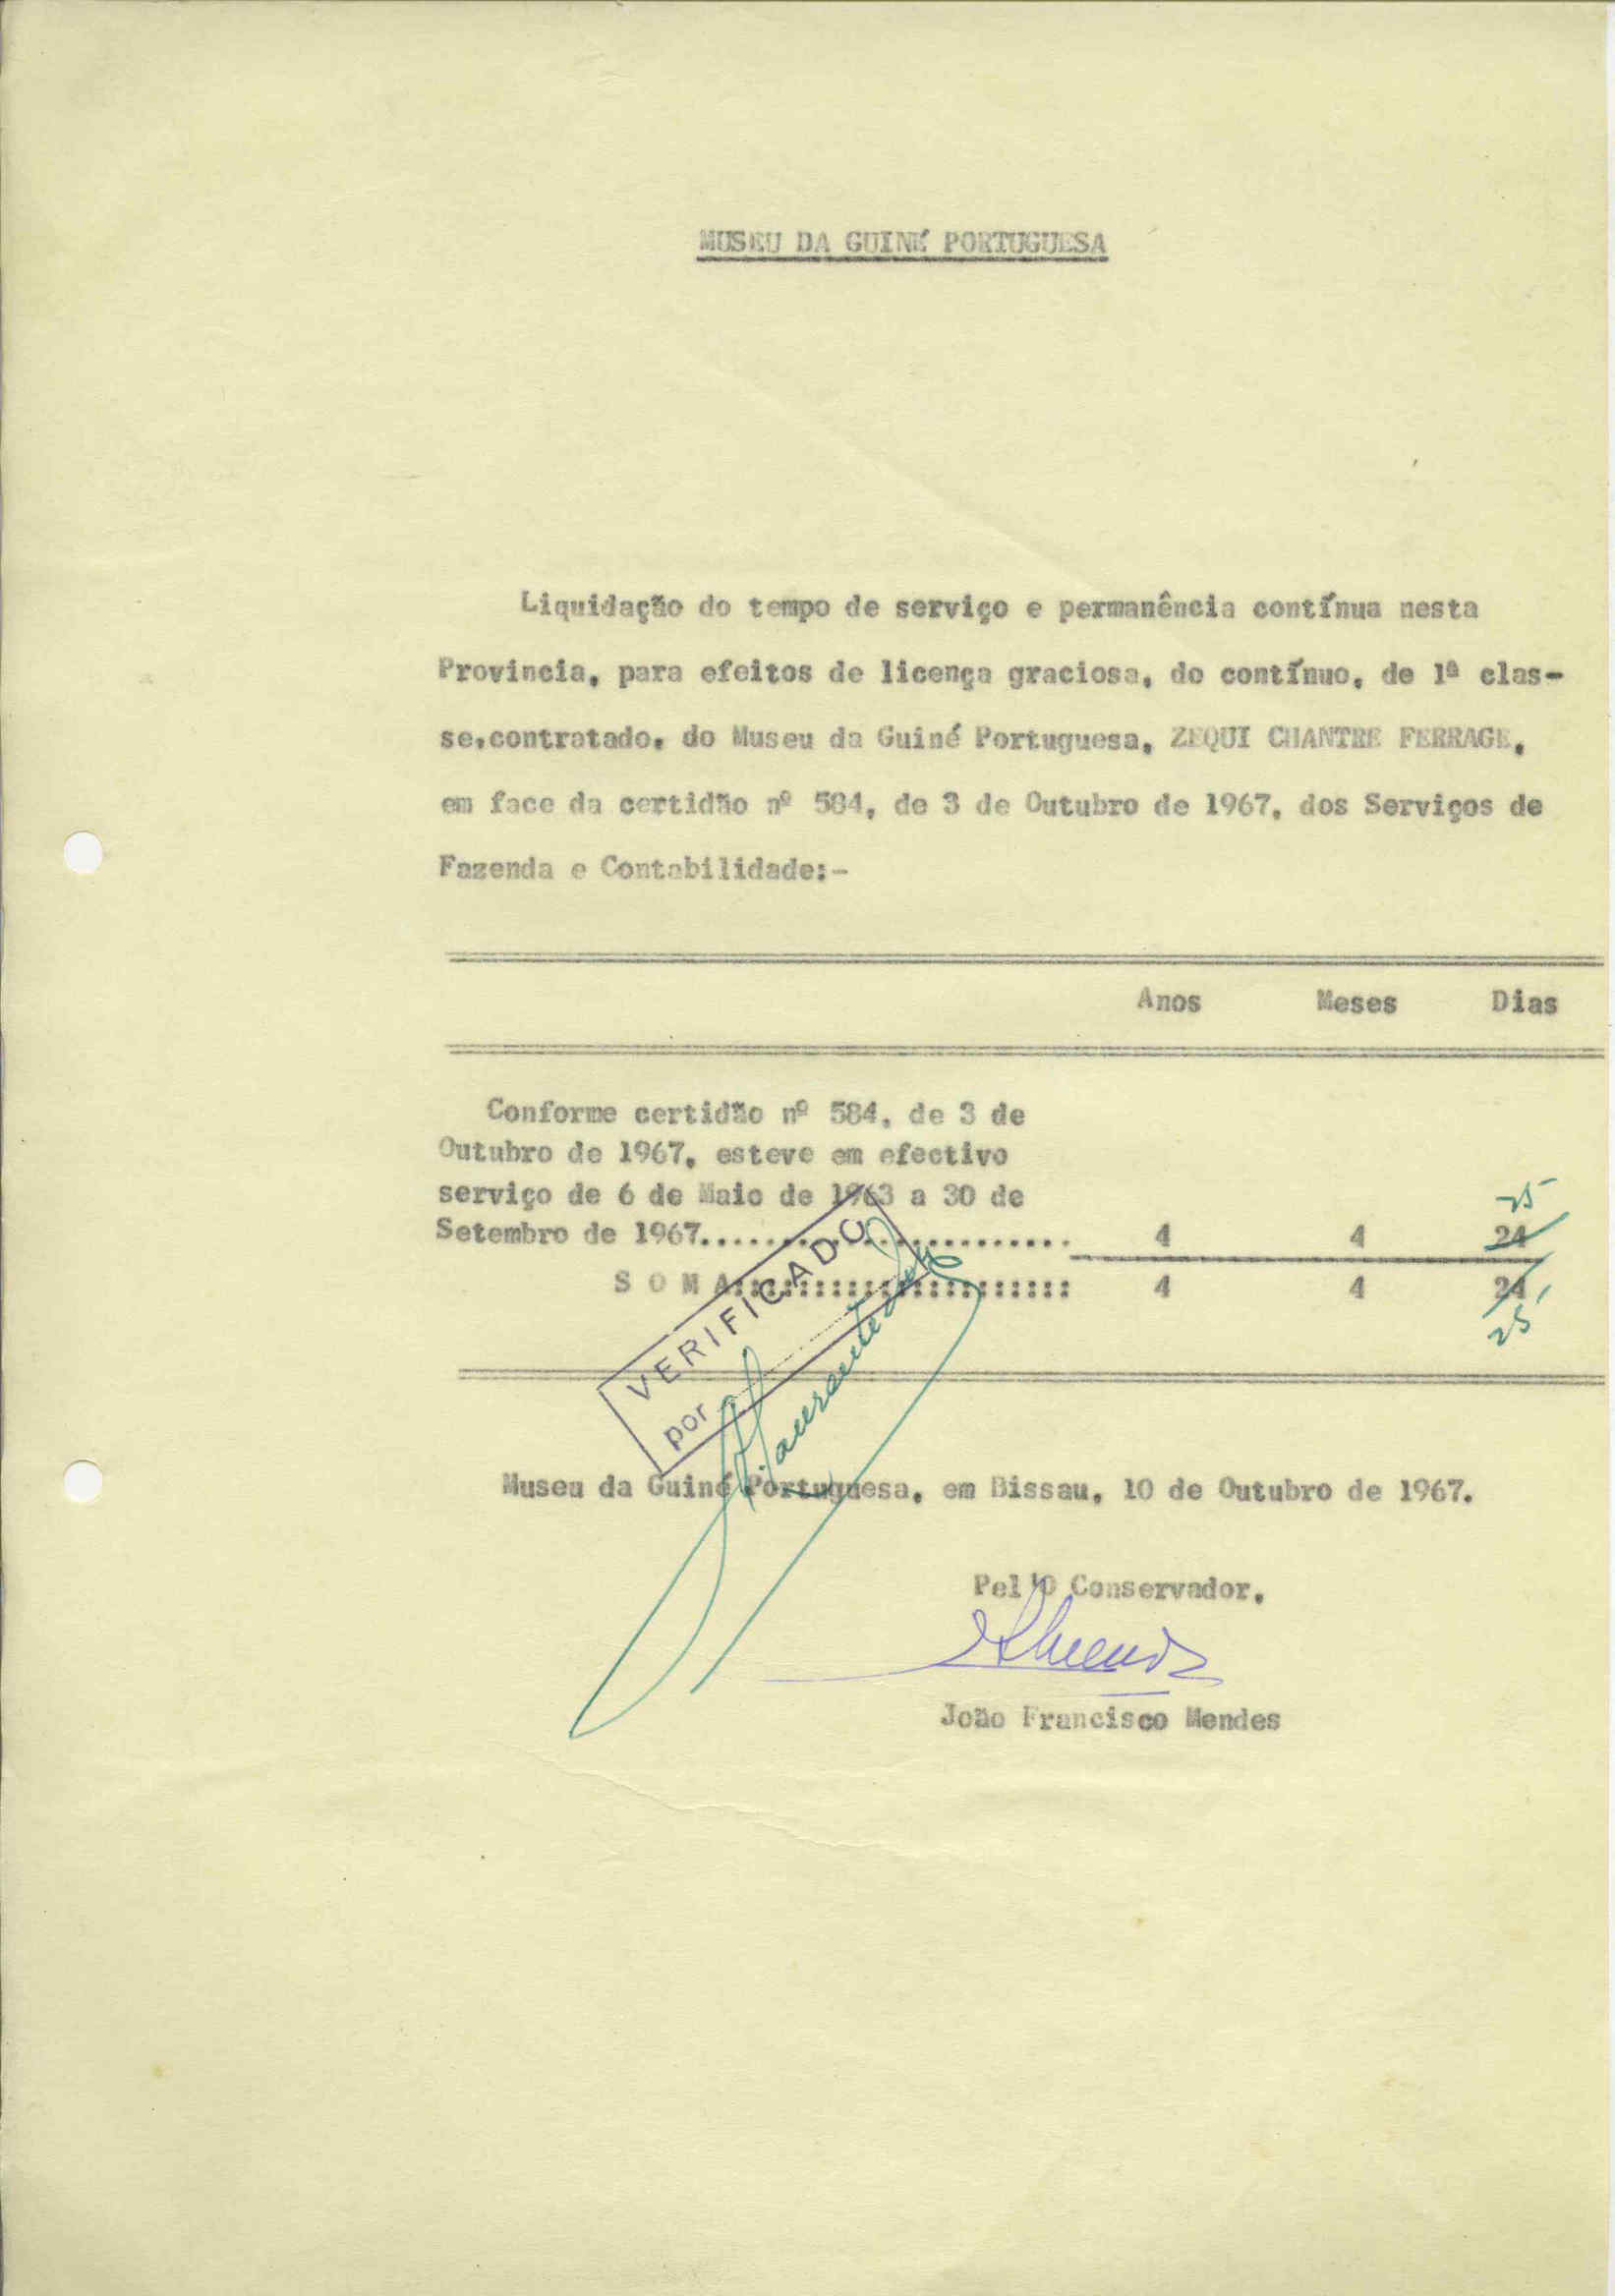 MUSEU DA GUINÉ PORTUGUESA
Liquidação do tempo de serviço e permanência contínua nesta
Provincia, para efeitos de licença graciosa, do contínuo, de 1ª clas-
se,contratado, do Museu da Guiné Portuguesa, ZEQUI CHANTRE FERRAGE,
em face da certidão nº 584, de 3 de Outubro de 1967, dos Serviços de
Fazenda e Contabilidade:-
Anos Meses Dias
Conforme certidão nº 584, de 3 de
Outubro de 1967, esteve em efectivo
serviço de 6 de Maio de 1963 a 30 de
25
Setembro de 1967....................... 4 4 24
S O M A::::::::::::::::::::: 4 4 24
25
VERIFICADO
por
Museu da Guiné Portuguesa, em Bissau, 10 de Outubro de 1967.
Pel'O Conservador,
João Francisco Mendes